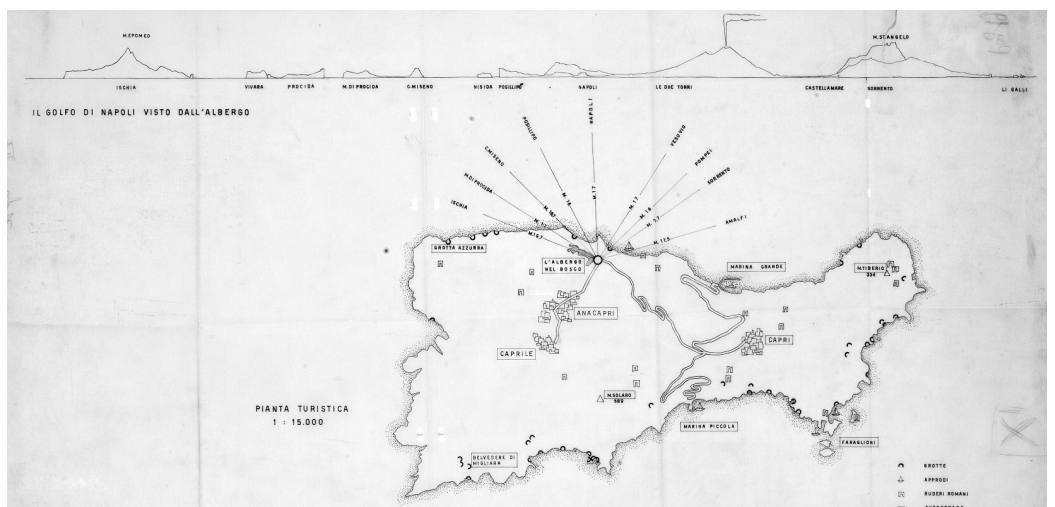 M.EPOMEO
M.ST.ANGELO
ISCHIA
VIVARA
PROCIDA
M.DI PROCIDA
C.MISENO
NISIDA
POSILLIPO
NAPOLI
LE DUE TORRI
CASTELLAMARE
SORRENTO
LI GALLI
IL GOLFO DI NAPOLI VISTO DALL'ALBERGO
ISCHIA
M.DI PROCIDA
C.MISENO
POSILLIPO
NAPOLI
VESUVIO
POMPEI
SORRENTO
AMALFI
M.18
M.17
M.17
GROTTA AZZURRA
L'ALBERGO
NEL BOSCO
MARINA GRANDE
M.TIBERIO
334
ANACAPRI
CAPRILE
CAPRI
M.SOLARO
589
PIANTA TURISTICA
1 : 15.000
MARINA PICCOLA
FARAGLIONI
BELVEDERE DI
MIGLIARA
GROTTE
APPRODI
RUDERI ROMANI